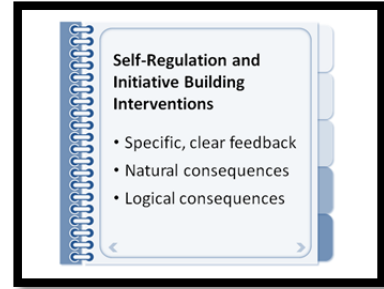 Self-Regulation and
Initiative Building
Interventions
• Specific, clear feedback
• Natural consequences
• Logical consequences